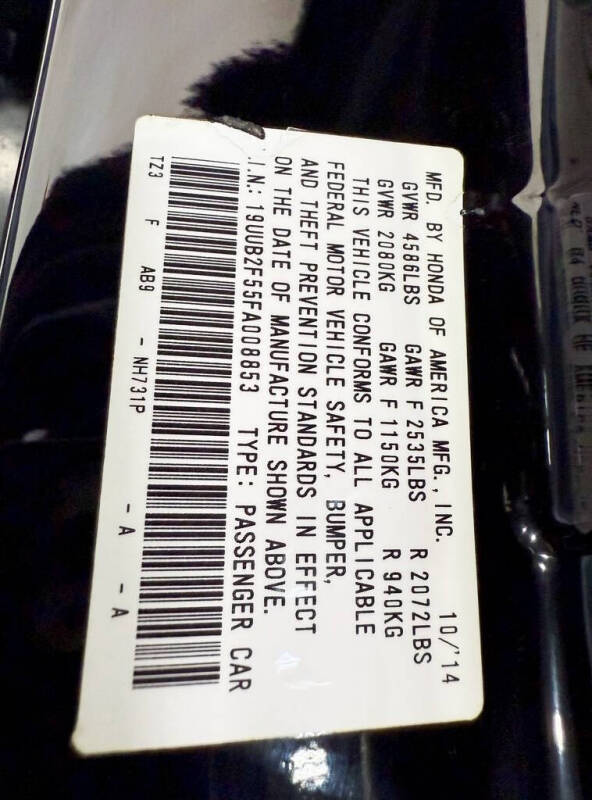 MFD. BY HONDA OF AMERICA MFG., INC. 10/'14
GVWR 4586LBS GAWR F 2535LBS R 2072LBS
GVWR 2080KG GAWR F 1150KG R 940KG
THIS VEHICLE CONFORMS TO ALL APPLICABLE
FEDERAL MOTOR VEHICLE SAFETY, BUMPER,
AND THEFT PREVENTION STANDARDS IN EFFECT
ON THE DATE OF MANUFACTURE SHOWN ABOVE.
.I.N.: 19UUB2F55FA008853 TYPE: PASSENGER CAR
TZ3 F AB9 - NH731P - A - A